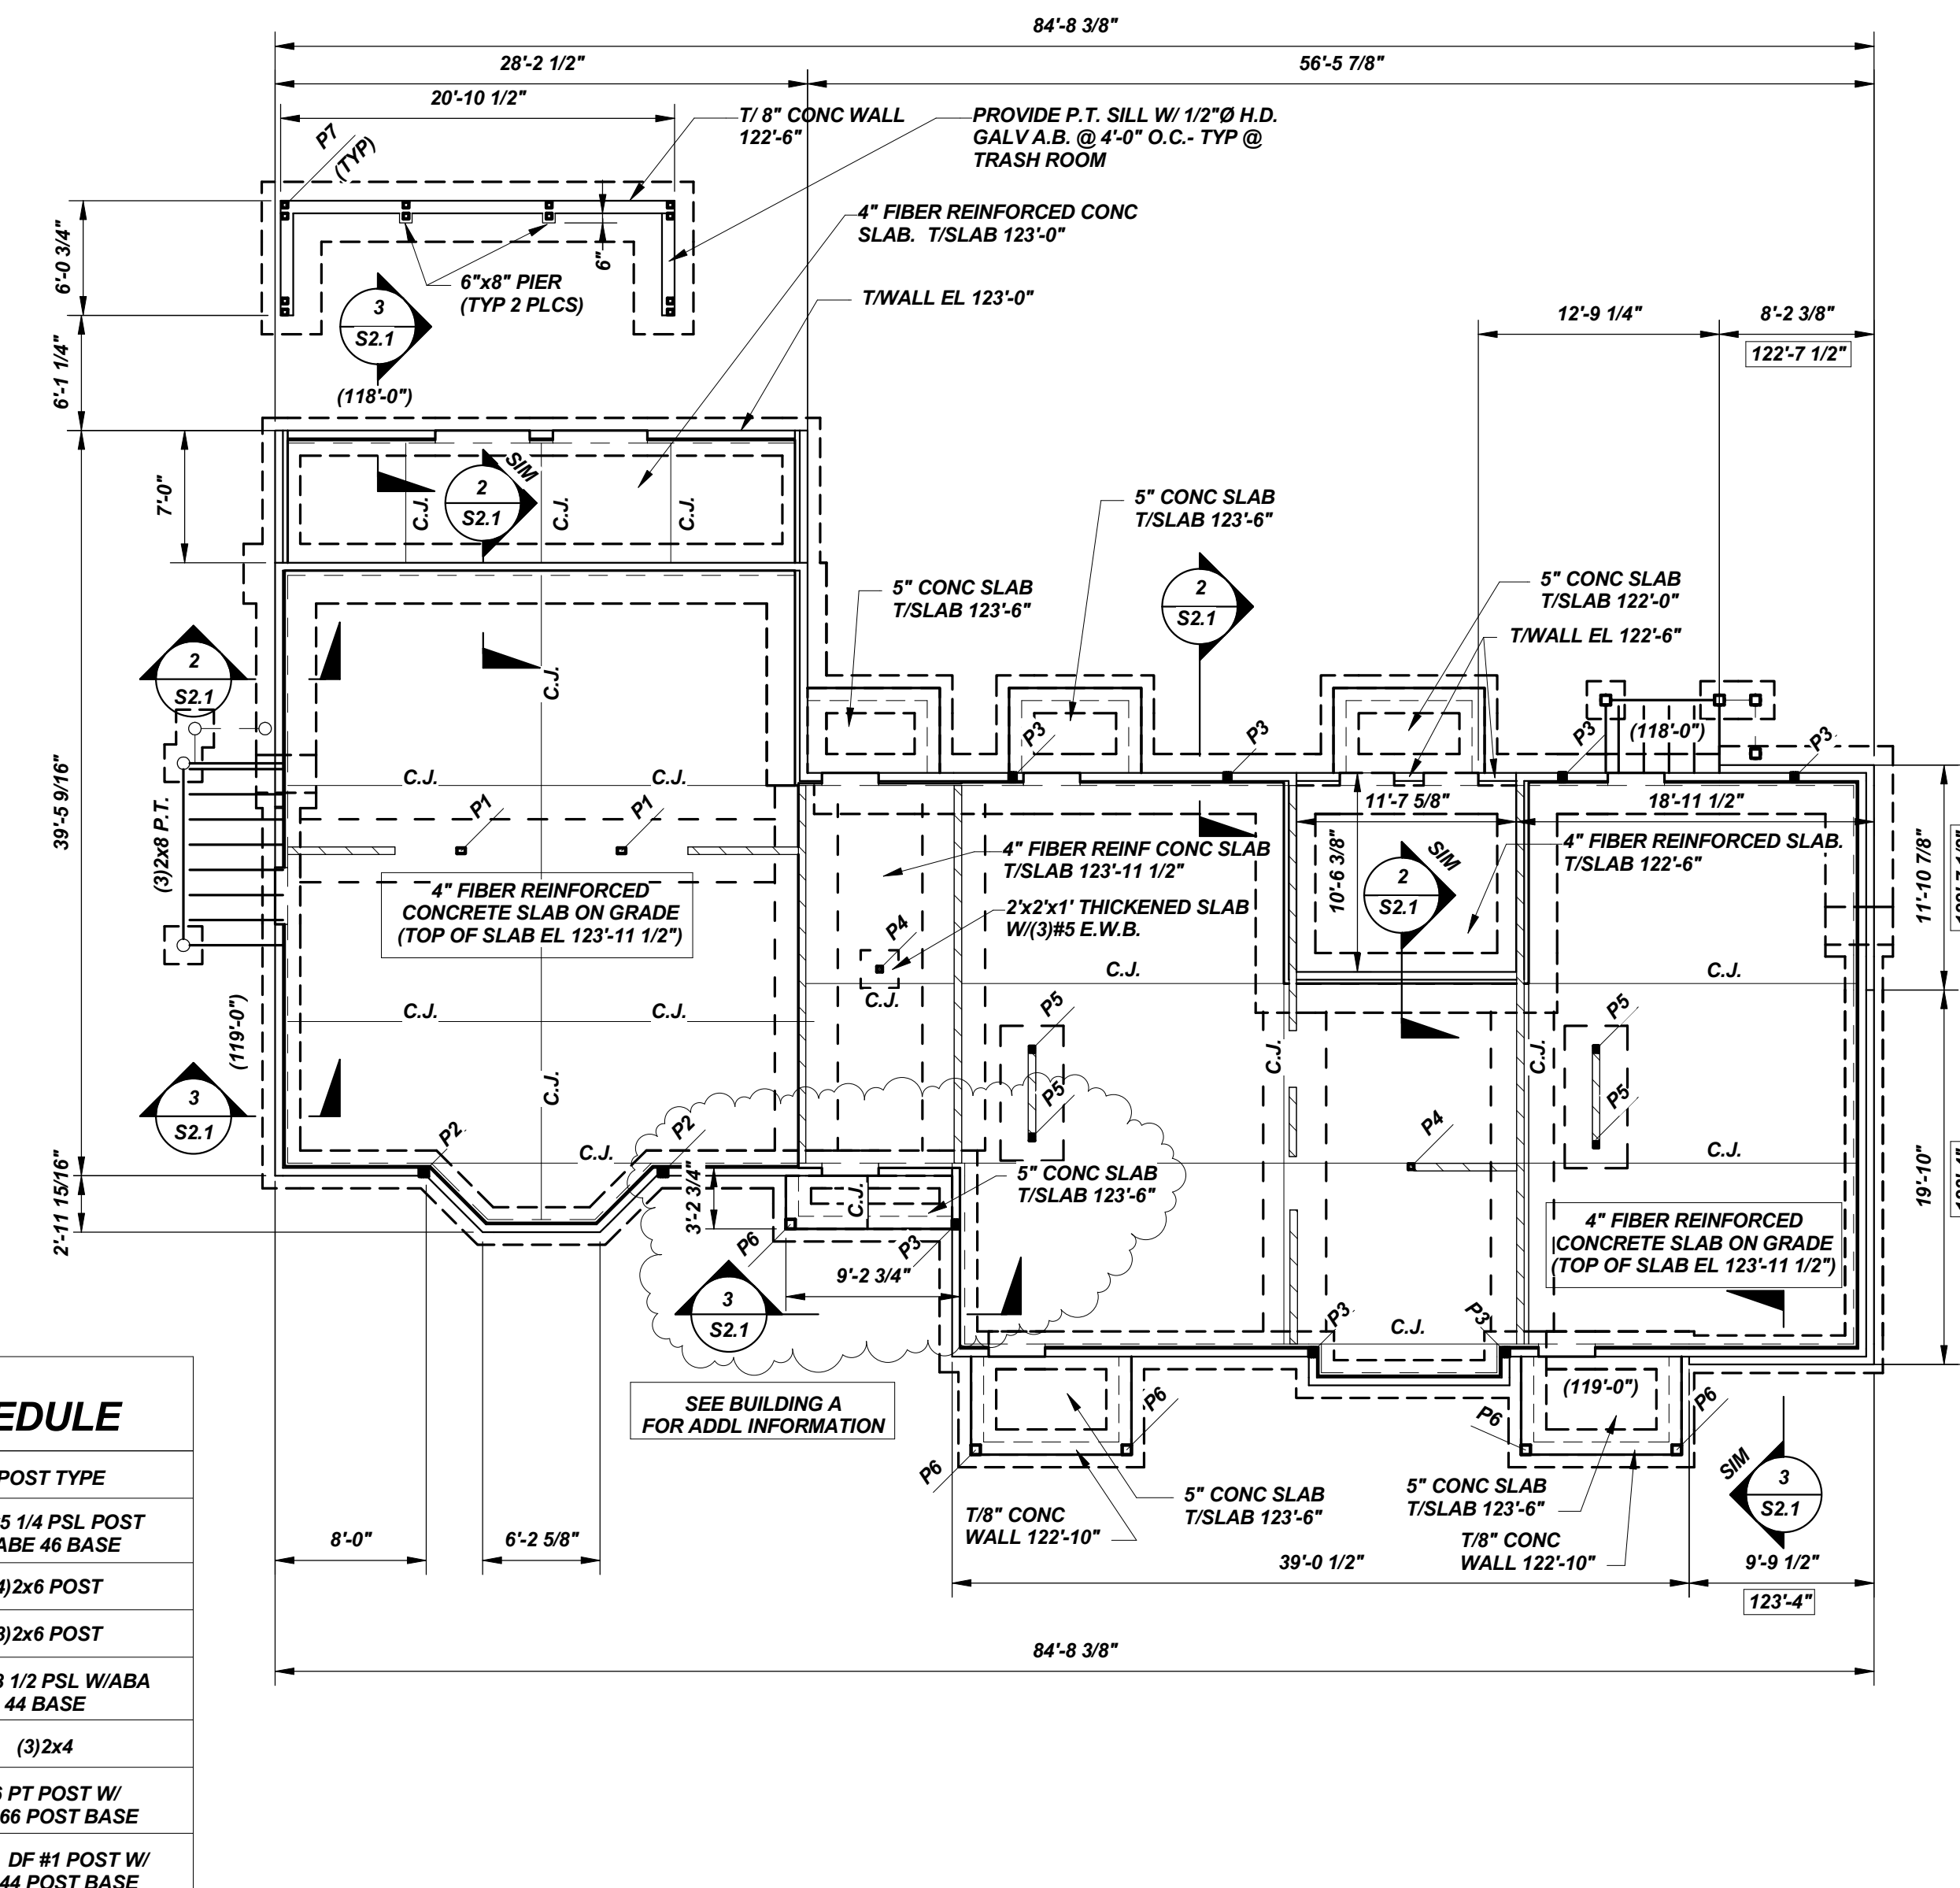 84'-8 3/8"
28'-2 1/2"
56'-5 7/8"
20'-10 1/2"
P7
(TYP)
T/ 8" CONC WALL
122'-6"
PROVIDE P.T. SILL W/ 1/2"Ø H.D.
GALV A.B. @ 4'-0" O.C.- TYP @
TRASH ROOM
4" FIBER REINFORCED CONC
SLAB. T/SLAB 123'-0"
6'-0 3/4"
6"
6"x8" PIER
(TYP 2 PLCS)
T/WALL EL 123'-0"
3
S2.1
12'-9 1/4"
8'-2 3/8"
122'-7 1/2"
6'-1 1/4"
(118'-0")
7'-0"
SIM
2
S2.1
C.J.
C.J.
C.J.
5" CONC SLAB
T/SLAB 123'-6"
5" CONC SLAB
T/SLAB 123'-6"
2
S2.1
5" CONC SLAB
T/SLAB 122'-0"
T/WALL EL 122'-6"
2
S2.1
C.J.
P3
P3
P3
(118'-0")
P3
39'-5 9/16"
(3)2x8 P.T.
C.J.
C.J.
P1
P1
11'-7 5/8"
18'-11 1/2"
4" FIBER REINFORCED
CONCRETE SLAB ON GRADE
(TOP OF SLAB EL 123'-11 1/2")
4" FIBER REINF CONC SLAB
T/SLAB 123'-11 1/2"
2'x2'x1' THICKENED SLAB
W/(3)#5 E.W.B.
P4
10'-6 3/8"
SIM
2
S2.1
4" FIBER REINFORCED SLAB.
T/SLAB 122'-6"
11'-10 7/8"
C.J.
C.J.
C.J.
C.J.
C.J.
(119'-0")
P5
P5
C.J.
C.J.
P5
P5
C.J.
3
S2.1
P2
P2
C.J.
P4
C.J.
2'-11 15/16"
3'-2 3/4"
C.J.
5" CONC SLAB
T/SLAB 123'-6"
19'-10"
4" FIBER REINFORCED
CONCRETE SLAB ON GRADE
(TOP OF SLAB EL 123'-11 1/2")
P6
P3
9'-2 3/4"
3
S2.1
P3
C.J.
P3
SEE BUILDING A
FOR ADDL INFORMATION
(119'-0")
P6
P6
P6
P6
SIM
3
S2.1
T/8" CONC
WALL 122'-10"
5" CONC SLAB
T/SLAB 123'-6"
5" CONC SLAB
T/SLAB 123'-6"
T/8" CONC
WALL 122'-10"
8'-0"
6'-2 5/8"
39'-0 1/2"
9'-9 1/2"
123'-4"
84'-8 3/8"
EDULE
POST TYPE
5 1/4 PSL POST
ABE 46 BASE
)2x6 POST
)2x6 POST
1/2 PSL W/ABA
44 BASE
(3)2x4
PT POST W/
66 POST BASE
DF #1 POST W/
44 POST BASE